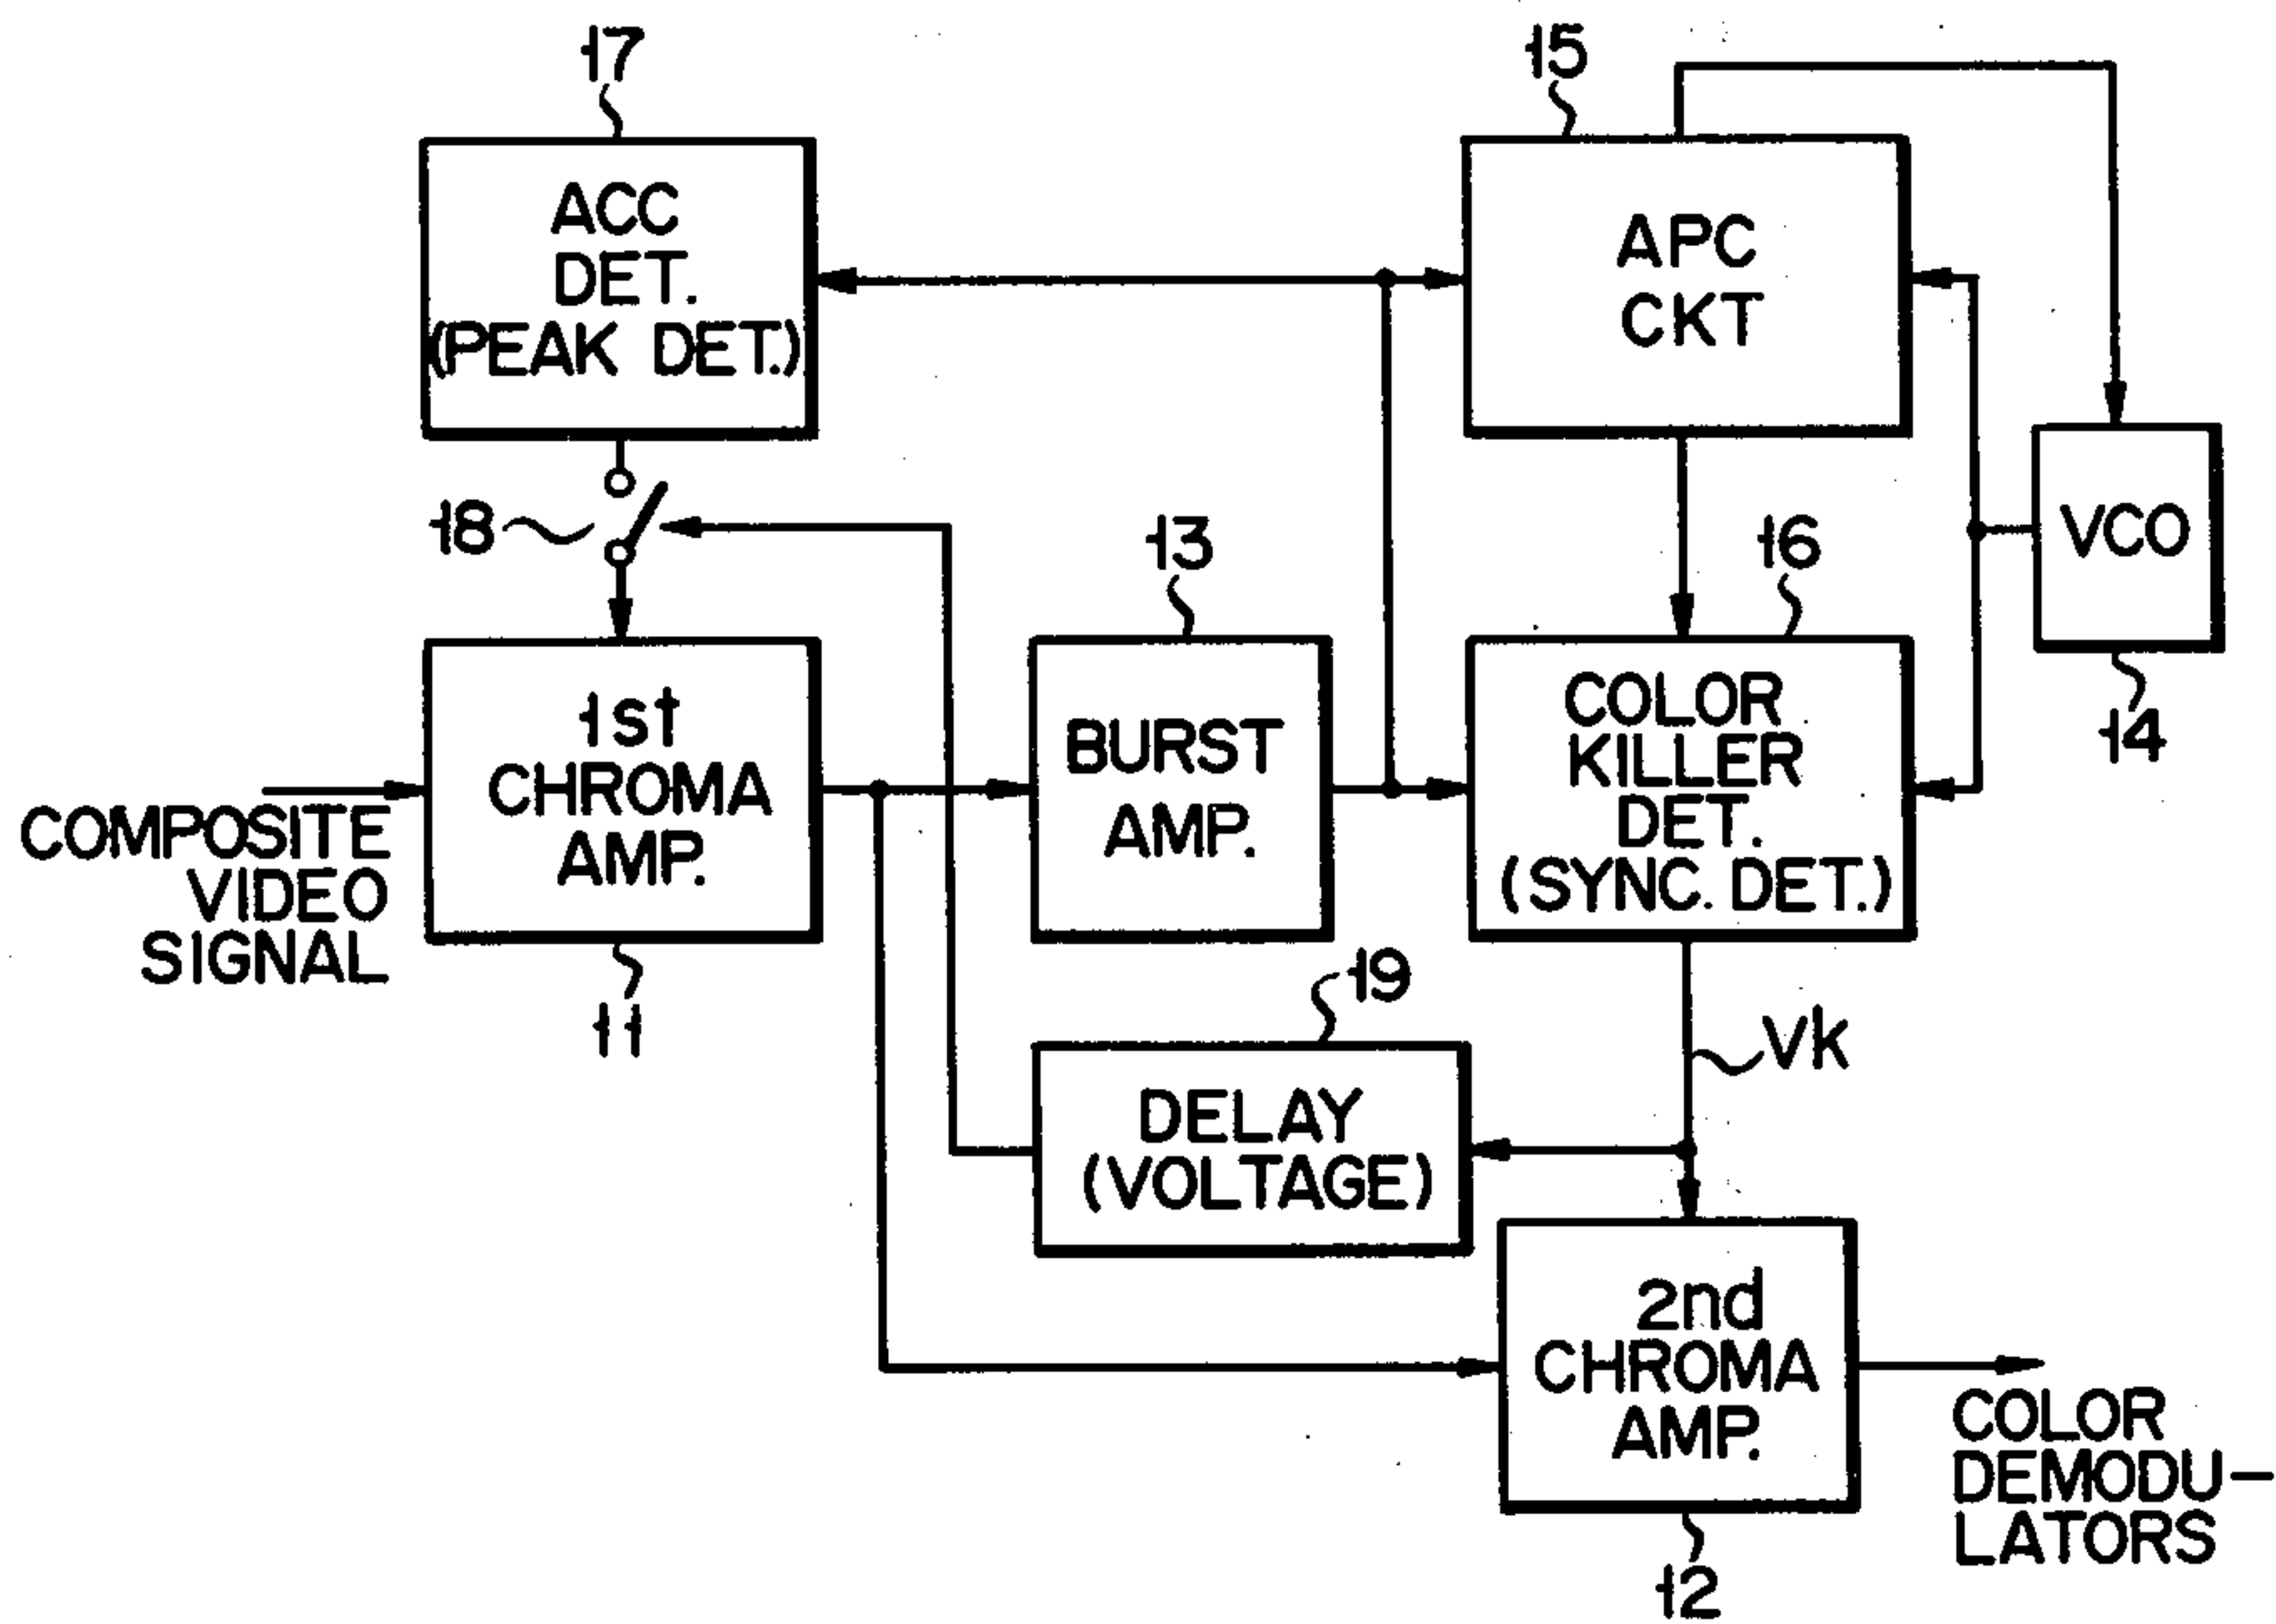 17
15
ACC
DET.
(PEAK DET.)
APC
CKT
18
13
16
VCO
14
1st
CHROMA
AMP.
BURST
AMP.
COLOR
KILLER
DET.
(SYNC. DET.)
COMPOSITE
VIDEO
SIGNAL
11
19
Vk
DELAY
(VOLTAGE)
2nd
CHROMA
AMP.
COLOR
DEMODU-
LATORS
12